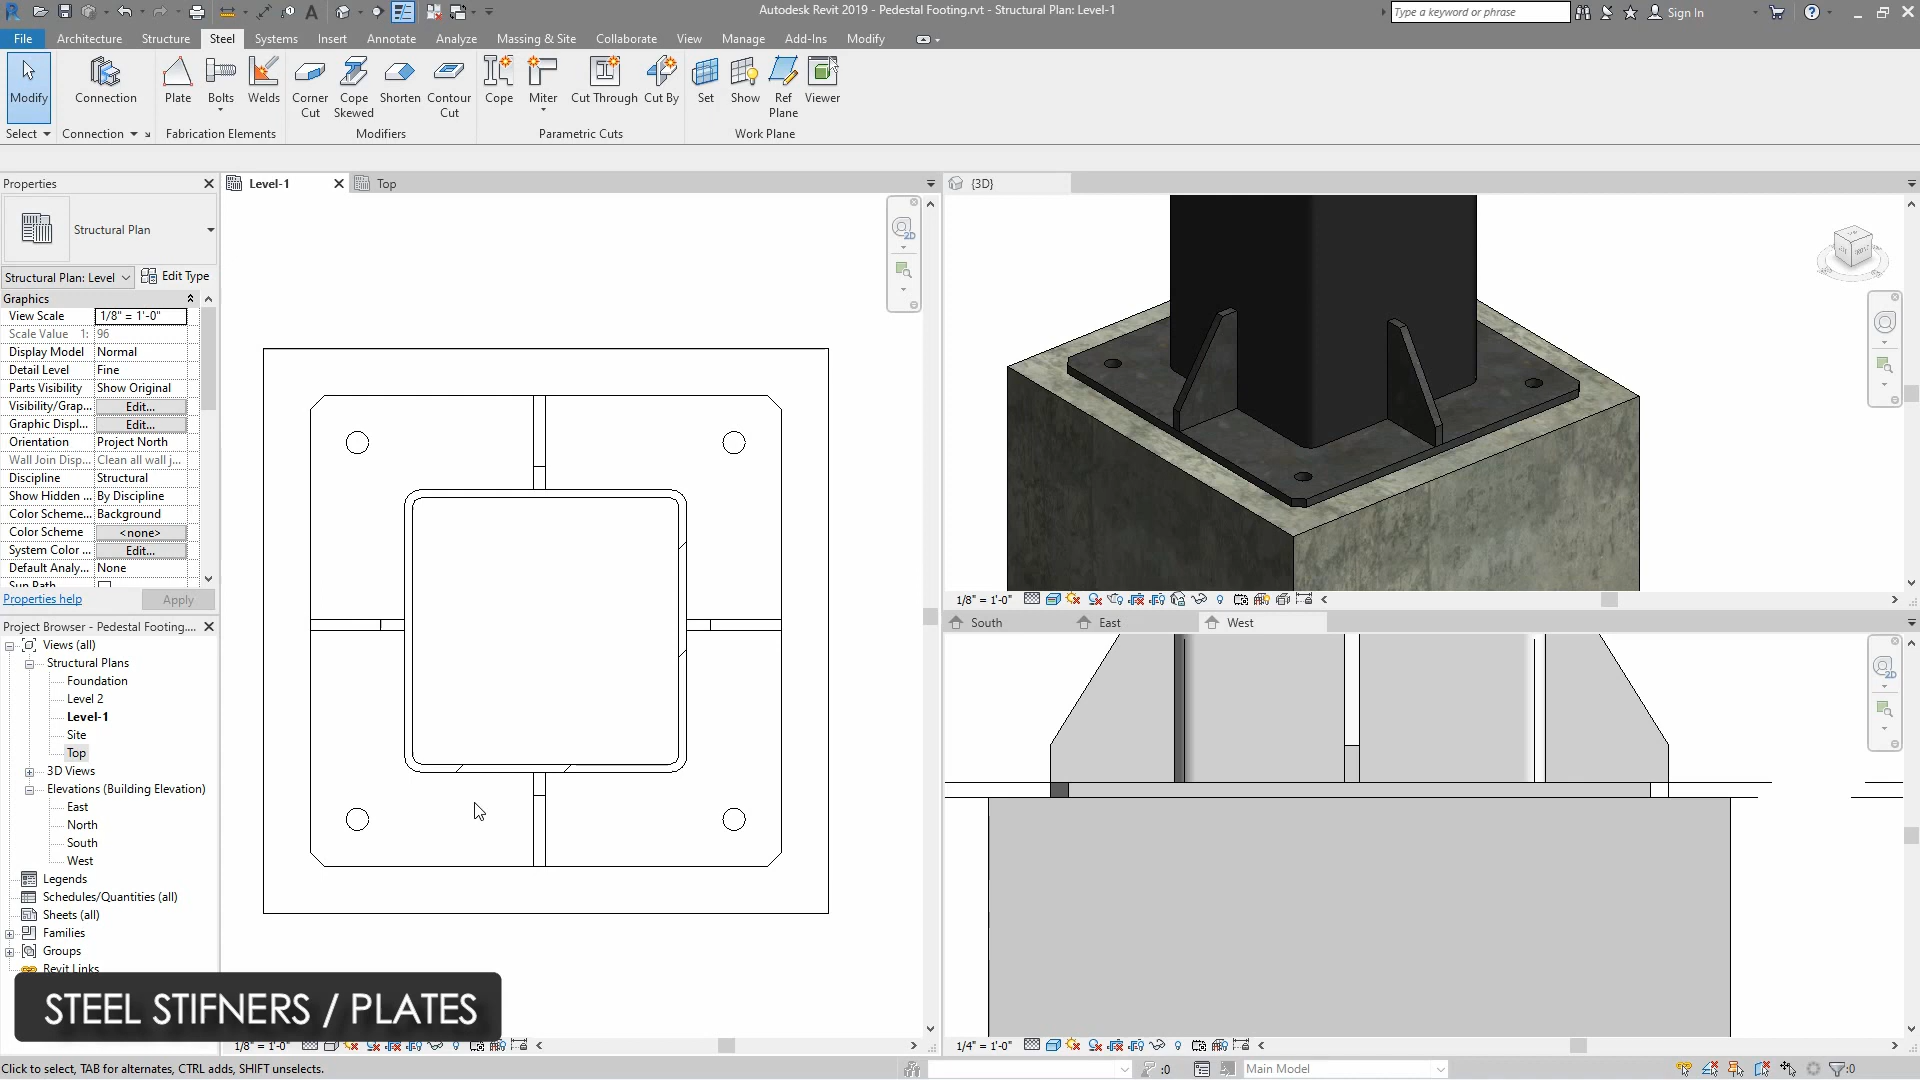 Autodesk Revit 2019 - Pedestal Footing.rvt - Structural Plan: Level-1
Type a keyword or phrase
Sign In
File Architecture Structure Steel Systems Insert Annotate Analyze Massing & Site Collaborate View Manage Add-Ins Modify
Modify Connection Plate Bolts Welds Corner Cut Cope Skewed Shorten Contour Cut Cope Miter Cut Through Cut By Set Show Ref Plane Viewer
Select Connection Fabrication Elements Modifiers Parametric Cuts Work Plane
Properties
Structural Plan
Structural Plan: Level Edit Type
Graphics
View Scale 1/8" = 1'-0"
Scale Value 1: 96
Display Model Normal
Detail Level Fine
Parts Visibility Show Original
Visibility/Grap... Edit...
Graphic Displ... Edit...
Orientation Project North
Wall Join Disp... Clean all wall j...
Discipline Structural
Show Hidden ... By Discipline
Color Scheme... Background
Color Scheme <none>
System Color ... Edit...
Default Analy... None
Sun Path
Properties help Apply
Project Browser - Pedestal Footing....
Views (all)
Structural Plans
Foundation
Level 2
Level-1
Site
Top
3D Views
Elevations (Building Elevation)
East
North
South
West
Legends
Schedules/Quantities (all)
Sheets (all)
Families
Groups
Revit Links
STEEL STIFNERS / PLATES
Level-1 Top
2D
1/8" = 1'-0"
{3D}
1/8" = 1'-0"
South East West
2D
1/4" = 1'-0"
Click to select, TAB for alternates, CTRL adds, SHIFT unselects.
:0
Main Model
:0